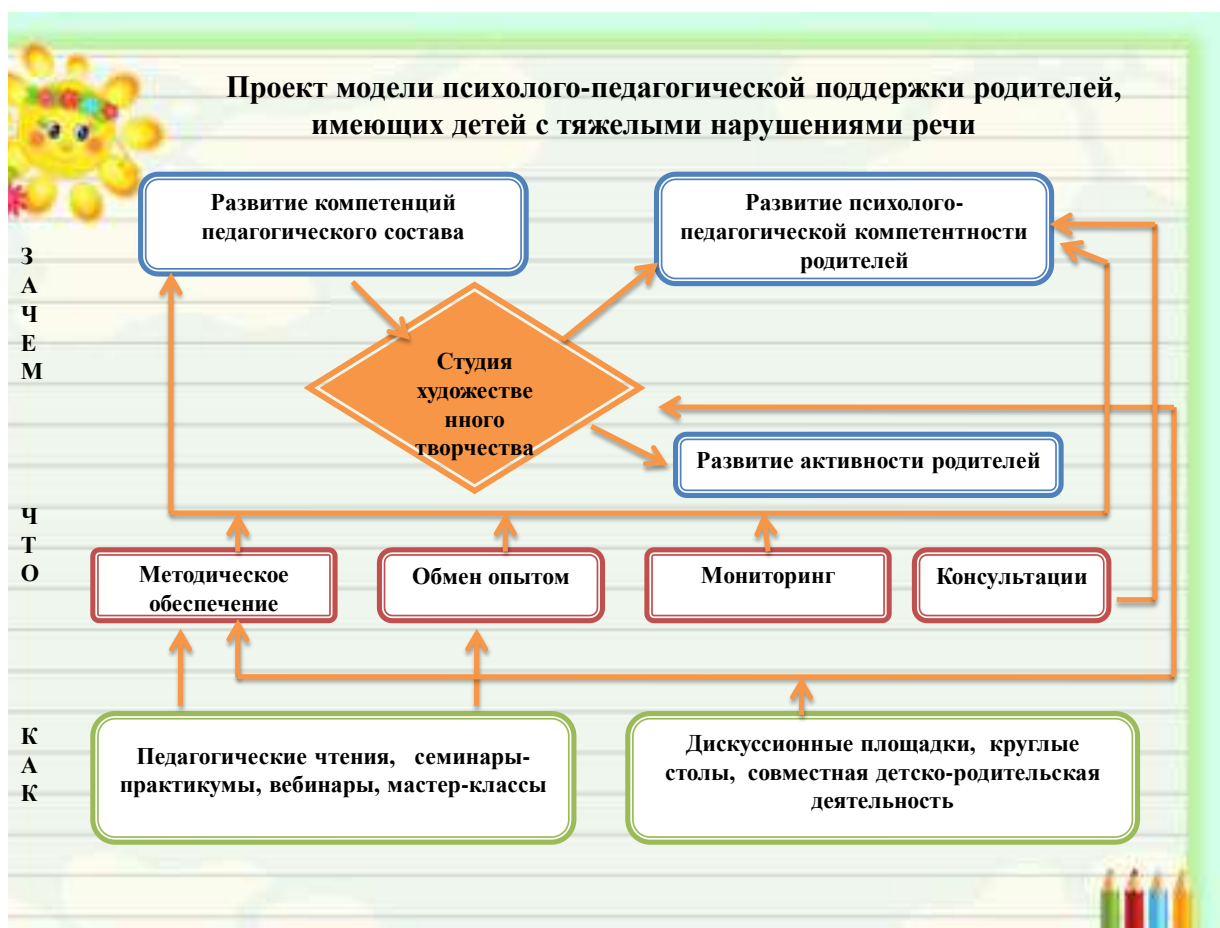 Проект модели психолого-педагогической поддержки родителей,
имеющих детей с тяжелыми нарушениями речи
З
А
Ч
Е
М
Развитие компетенций
педагогического состава
Развитие психолого-
педагогической компетентности
родителей
Студия
художестве
нного
творчества
Развитие активности родителей
Ч
Т
О
Методическое
обеспечение
Обмен опытом
Мониторинг
Консультации
К
А
К
Педагогические чтения, семинары-
практикумы, вебинары, мастер-классы
Дискуссионные площадки, круглые
столы, совместная детско-родительская
деятельность